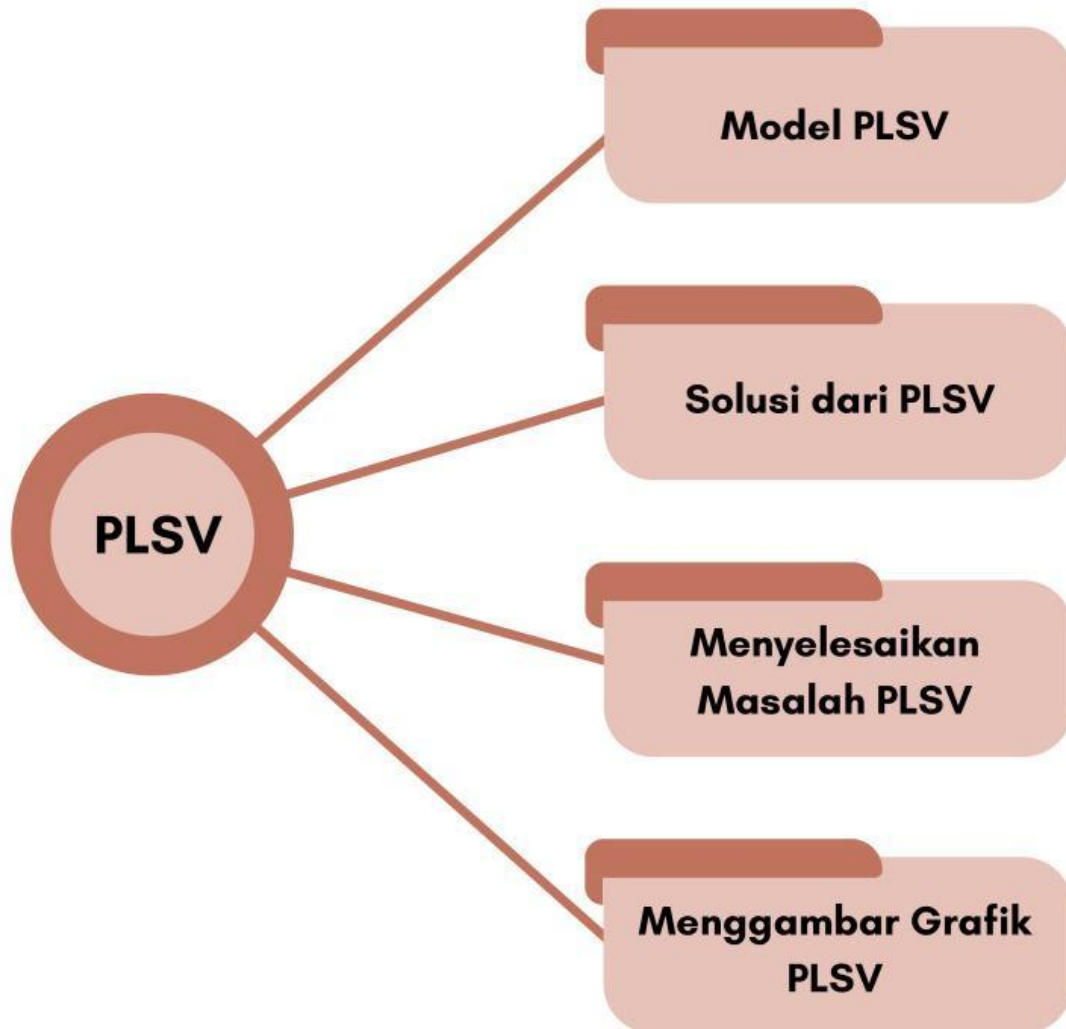 Model PLSV
Solusi dari PLSV
PLSV
Menyelesaikan
Masalah PLSV
Menggambar Grafik
PLSV